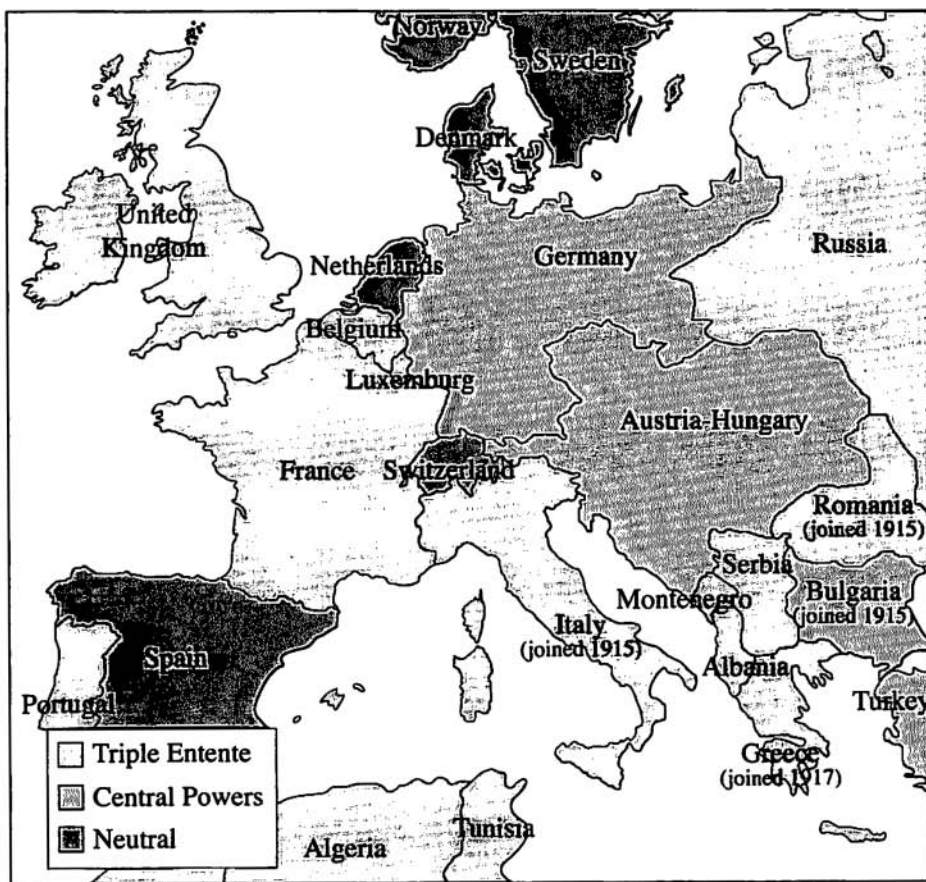 Norway
Sweden
Denmark
United
Kingdom
Netherlands
Germany
Russia
Belgium
Luxemburg
Austria-Hungary
France
Switzerland
Romania
(joined 1915)
Serbia
Bulgaria
(joined 1915)
Montenegro
Italy
(joined 1915)
Spain
Albania
Portugal
Turkey
Greece
(joined 1917)
Triple Entente
Central Powers
Neutral
Algeria
Tunisia